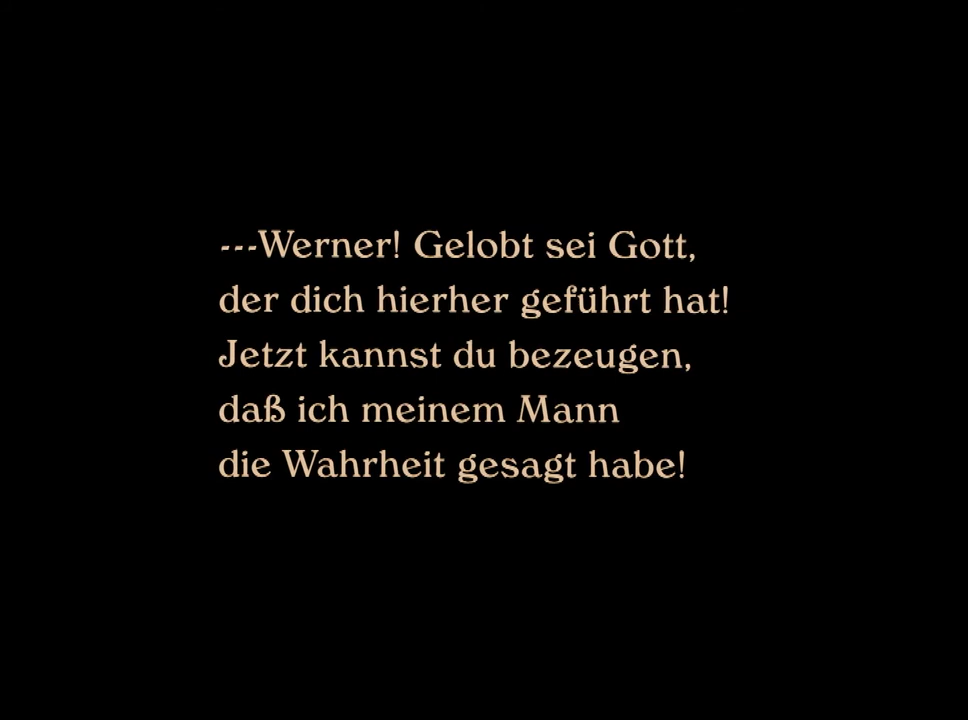 ---Werner! Gelobt sei Gott,
der dich hierher geführt hat!
Jetzt kannst du bezeugen,
daß ich meinem Mann
die Wahrheit gesagt habe!